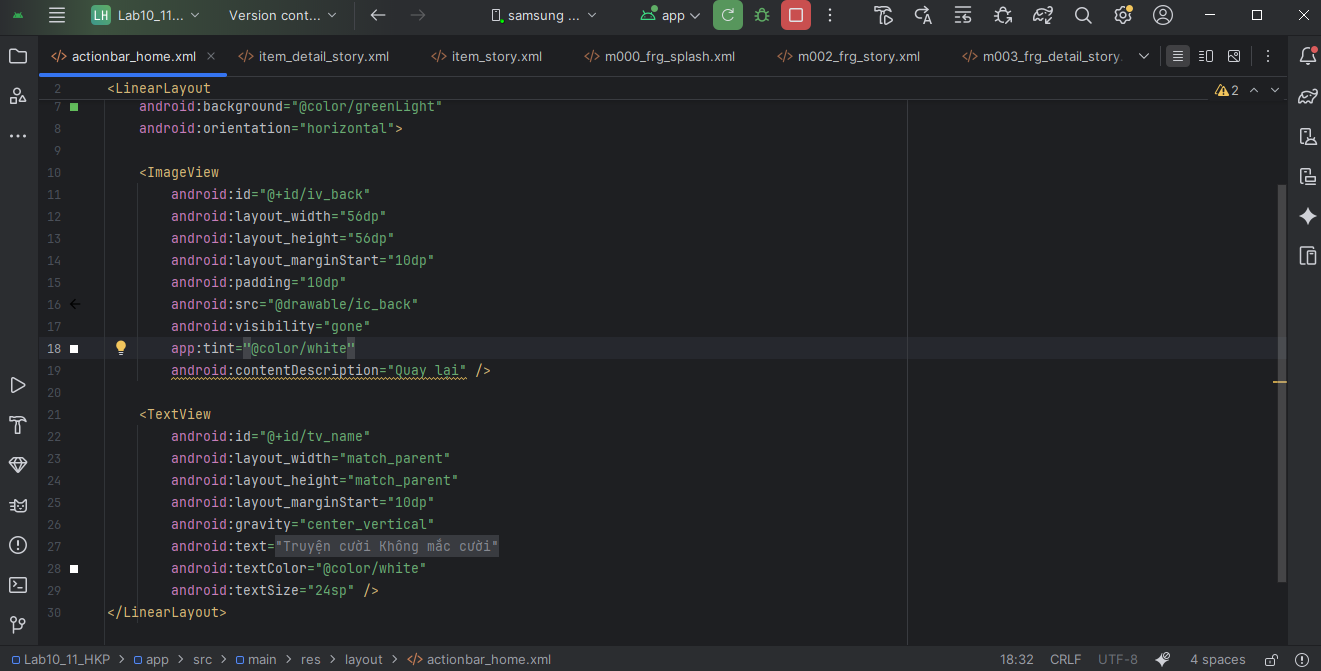 LH Lab10_11... Version cont... samsung ... app
actionbar_home.xml item_detail_story.xml item_story.xml m000_frg_splash.xml m002_frg_story.xml m003_frg_detail_story.
2 <LinearLayout
2
7 android:background="@color/greenLight"
8 android:orientation="horizontal">
9
10 <ImageView
11 android:id="@+id/iv_back"
12 android:layout_width="56dp"
13 android:layout_height="56dp"
14 android:layout_marginStart="10dp"
15 android:padding="10dp"
16 android:src="@drawable/ic_back"
17 android:visibility="gone"
18 app:tint="@color/white"
19 android:contentDescription="Quay lại" />
20
21 <TextView
22 android:id="@+id/tv_name"
23 android:layout_width="match_parent"
24 android:layout_height="match_parent"
25 android:layout_marginStart="10dp"
26 android:gravity="center_vertical"
27 android:text="Truyện cười Không mắc cười"
28 android:textColor="@color/white"
29 android:textSize="24sp" />
30 </LinearLayout>
Lab10_11_HKP > app > src > main > res > layout > actionbar_home.xml 18:32 CRLF UTF-8 4 spaces